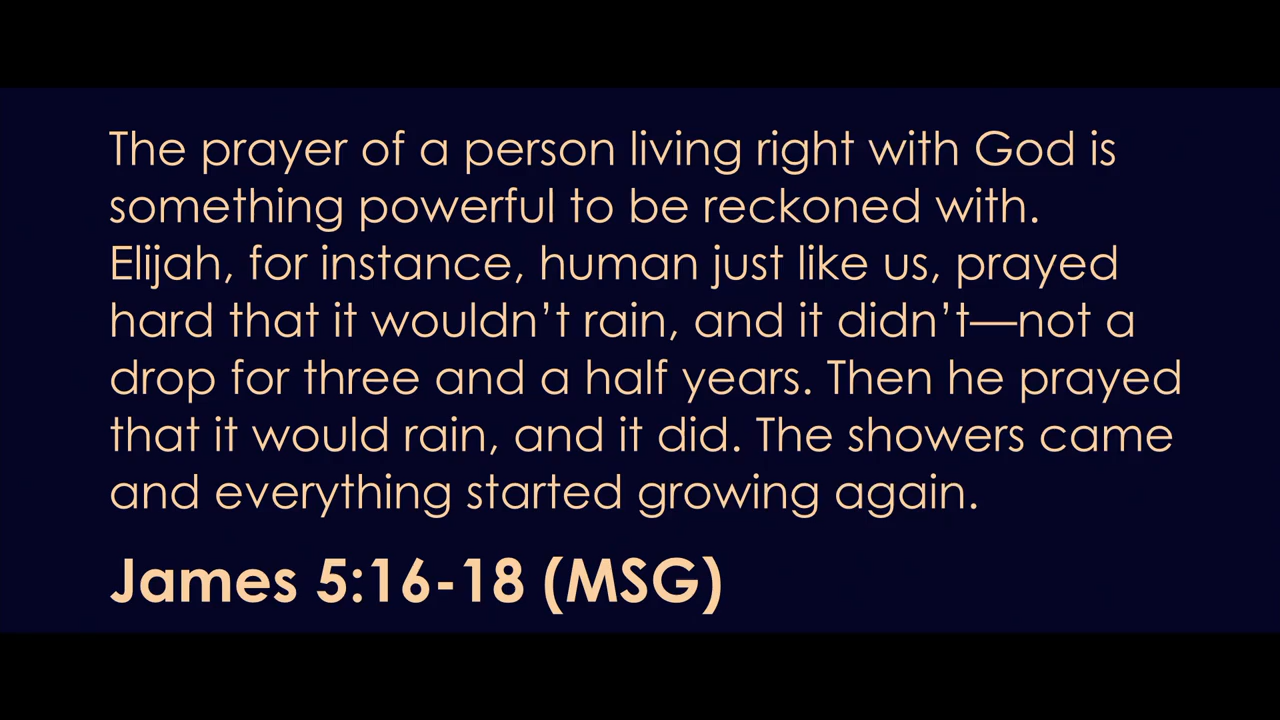 The prayer of a person living right with God is
something powerful to be reckoned with.
Elijah, for instance, human just like us, prayed
hard that it wouldn’t rain, and it didn’t—not a
drop for three and a half years. Then he prayed
that it would rain, and it did. The showers came
and everything started growing again.
James 5:16-18 (MSG)